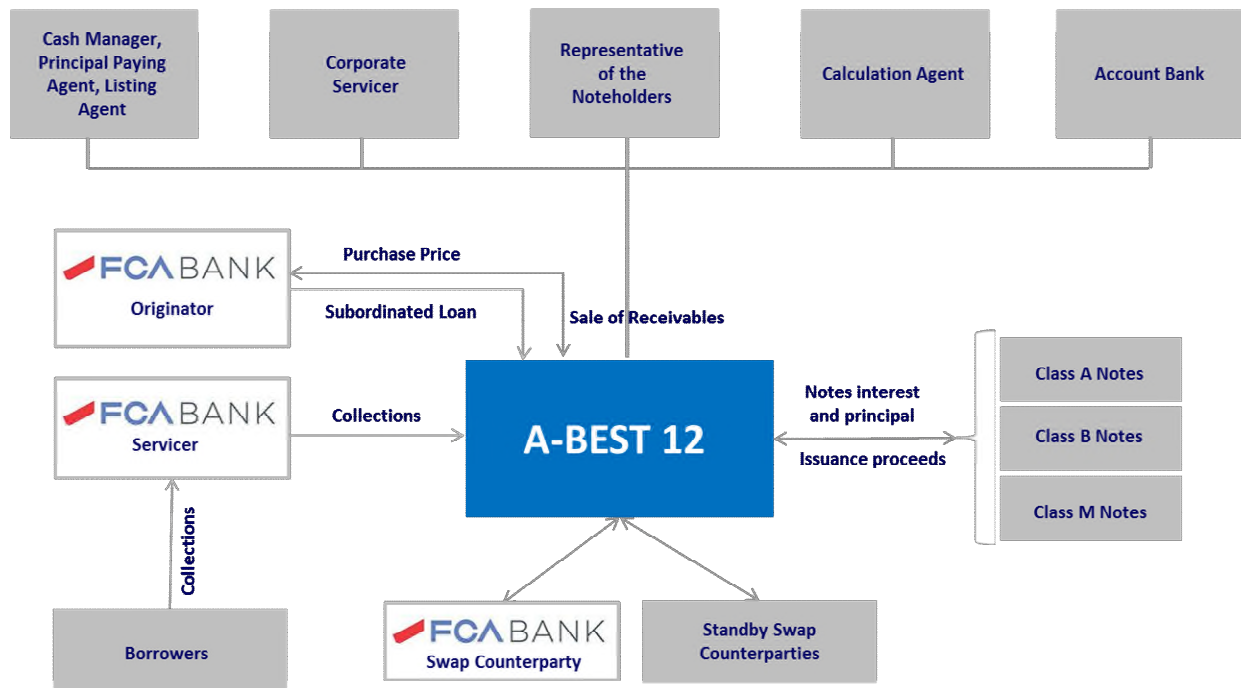 Cash Manager,
Principal Paying
Agent, Listing
Agent
Corporate
Servicer
Representative
of the
Noteholders
Calculation Agent
Account Bank
FCA BANK
Originator
Purchase Price
Subordinated Loan
Sale of Receivables
FCA BANK
Servicer
Collections
A-BEST 12
Notes interest
and principal
Issuance proceeds
Class A Notes
Class B Notes
Class M Notes
Collections
Borrowers
FCA BANK
Swap Counterparty
Standby Swap
Counterparties